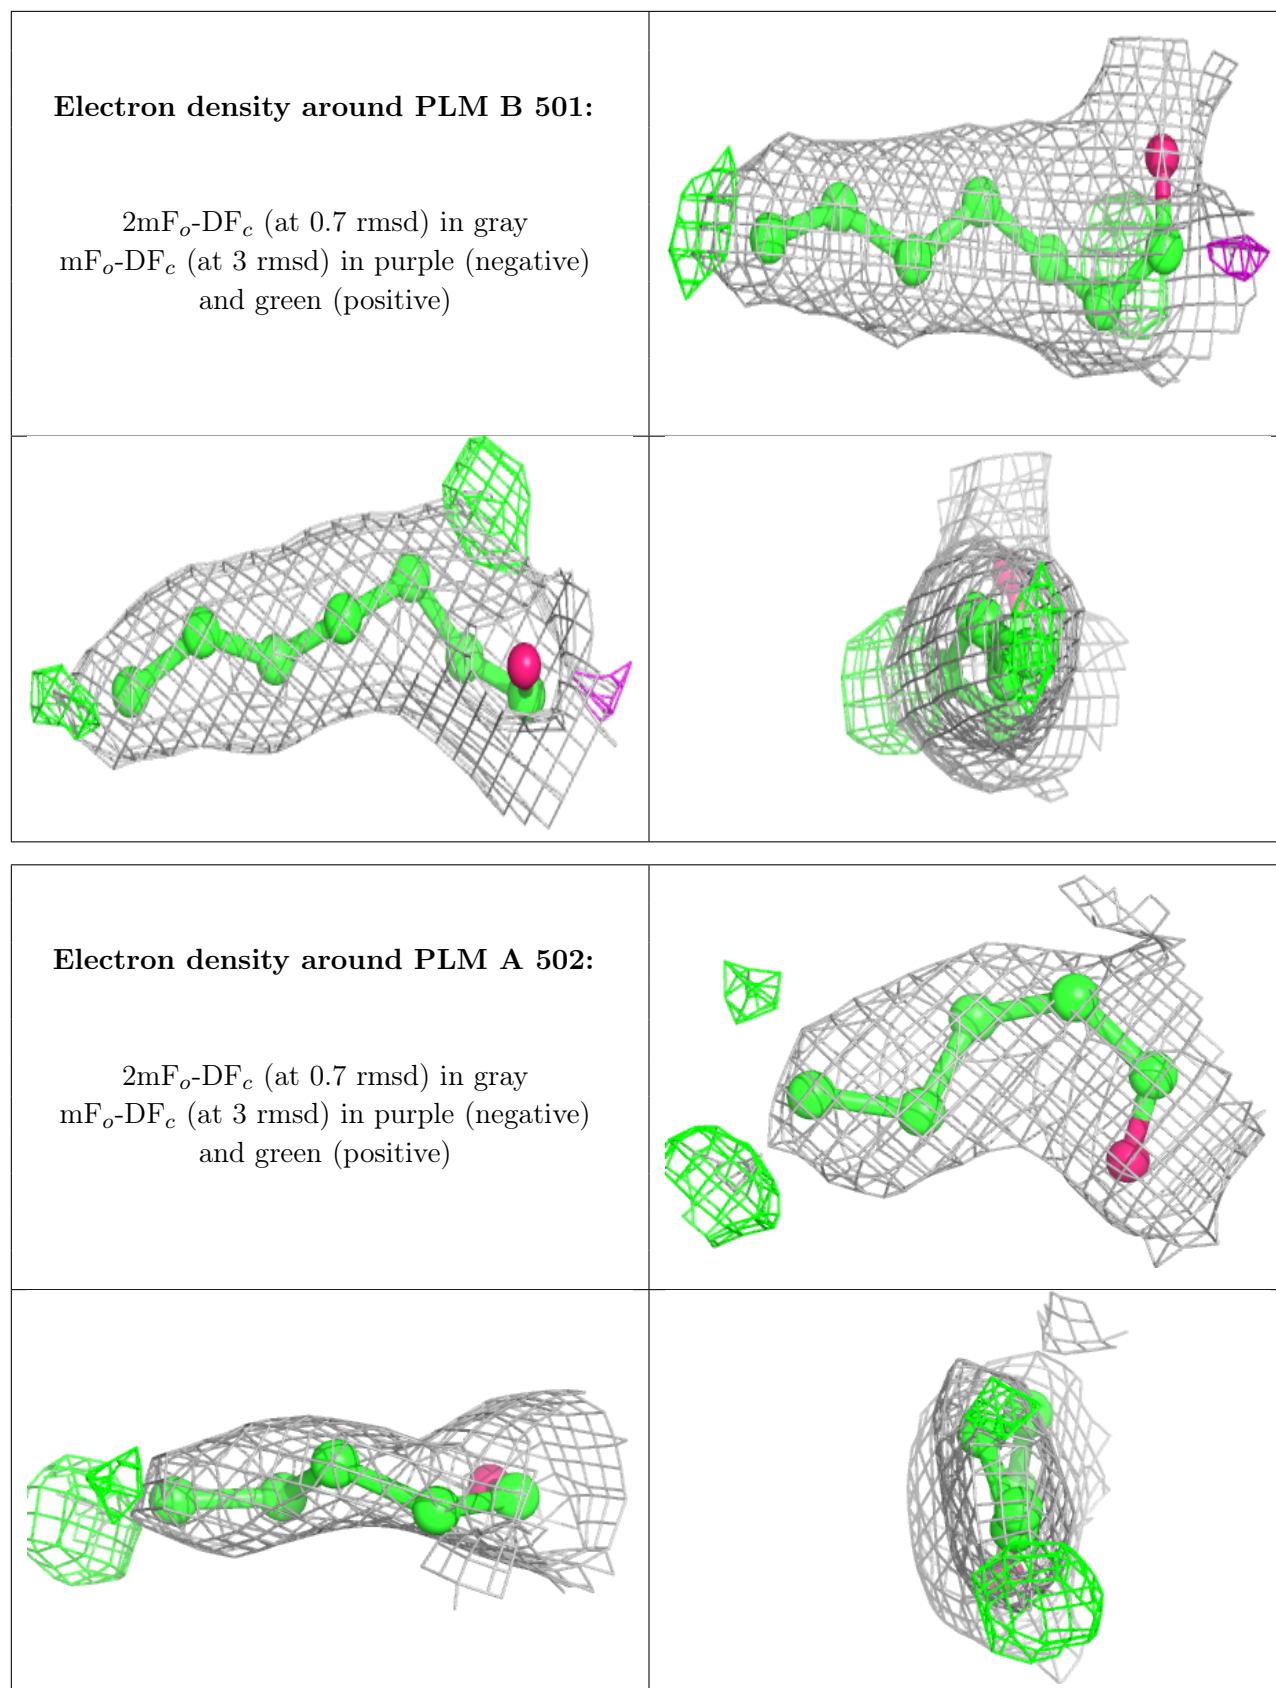 Electron density around PLM B 501:
2mFₒ-DF𝑐 (at 0.7 rmsd) in gray
mFₒ-DF𝑐 (at 3 rmsd) in purple (negative)
and green (positive)
Electron density around PLM A 502:
2mFₒ-DF𝑐 (at 0.7 rmsd) in gray
mFₒ-DF𝑐 (at 3 rmsd) in purple (negative)
and green (positive)